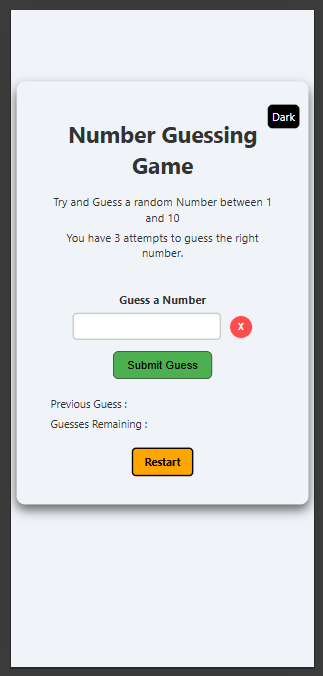 Dark
Number Guessing
Game
Try and Guess a random Number between 1
and 10
You have 3 attempts to guess the right
number.
Guess a Number
X
Submit Guess
Previous Guess :
Guesses Remaining :
Restart